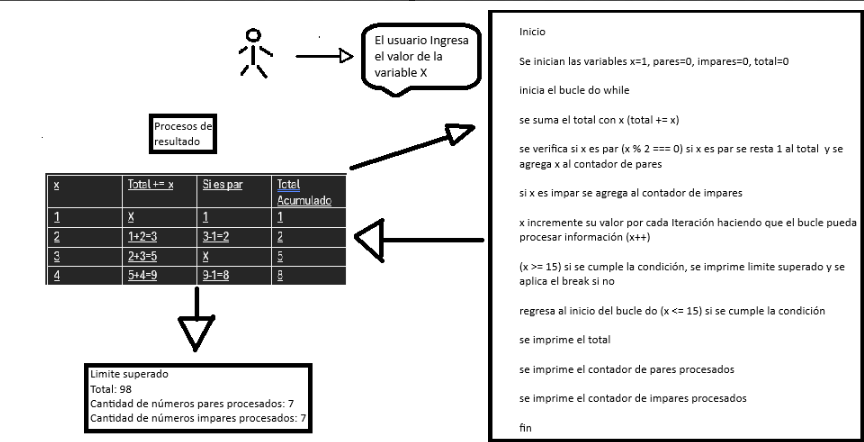 El usuario Ingresa
el valor de la
variable X
Inicio
Se inician las variables x=1, pares=0, impares=0, total=0
inicia el bucle do while
se suma el total con x (total += x)
se verifica si x es par (x % 2 === 0) si x es par se resta 1 al total y se
agrega x al contador de pares
si x es impar se agrega al contador de impares
x incremente su valor por cada Iteración haciendo que el bucle pueda
procesar información (x++)
(x >= 15) si se cumple la condición, se imprime limite superado y se
aplica el break si no
regresa al inicio del bucle do (x <= 15) si se cumple la condición
se imprime el total
se imprime el contador de pares procesados
se imprime el contador de impares procesados
fin
Procesos de
resultado
x Total += x Si es par Total
Acumulado
1 X 1 1
2 1+2=3 3-1=2 2
3 2+3=5 X 5
4 5+4=9 9-1=8 8
Limite superado
Total: 98
Cantidad de números pares procesados: 7
Cantidad de números impares procesados: 7